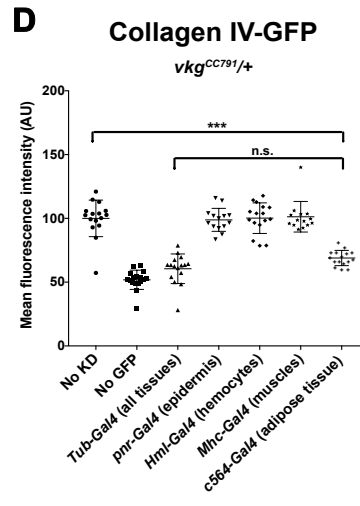 D
Collagen IV-GFP
vkgCC791/+
Mean fluorescence intensity (AU)
200
150
100
50
0
***
n.s.
No KD
No GFP
Tub-Gal4 (all tissues)
pnr-Gal4 (epidermis)
Hml-Gal4 (hemocytes)
Mhc-Gal4 (muscles)
c564-Gal4 (adipose tissue)